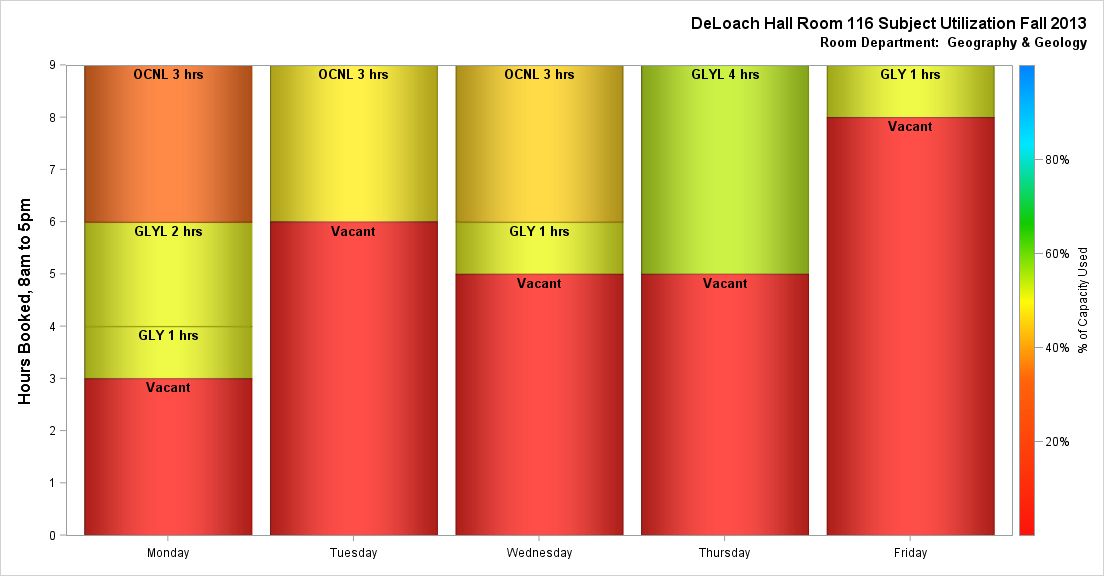 DeLoach Hall Room 116 Subject Utilization Fall 2013
Room Department:  Geography & Geology
Hours Booked, 8am to 5pm
9
8
7
6
5
4
3
2
1
0
OCNL 3 hrs
GLYL 2 hrs
GLY 1 hrs
Vacant
OCNL 3 hrs
Vacant
OCNL 3 hrs
GLY 1 hrs
Vacant
GLYL 4 hrs
Vacant
GLY 1 hrs
Vacant
Monday
Tuesday
Wednesday
Thursday
Friday
80%
60%
40%
20%
% of Capacity Used